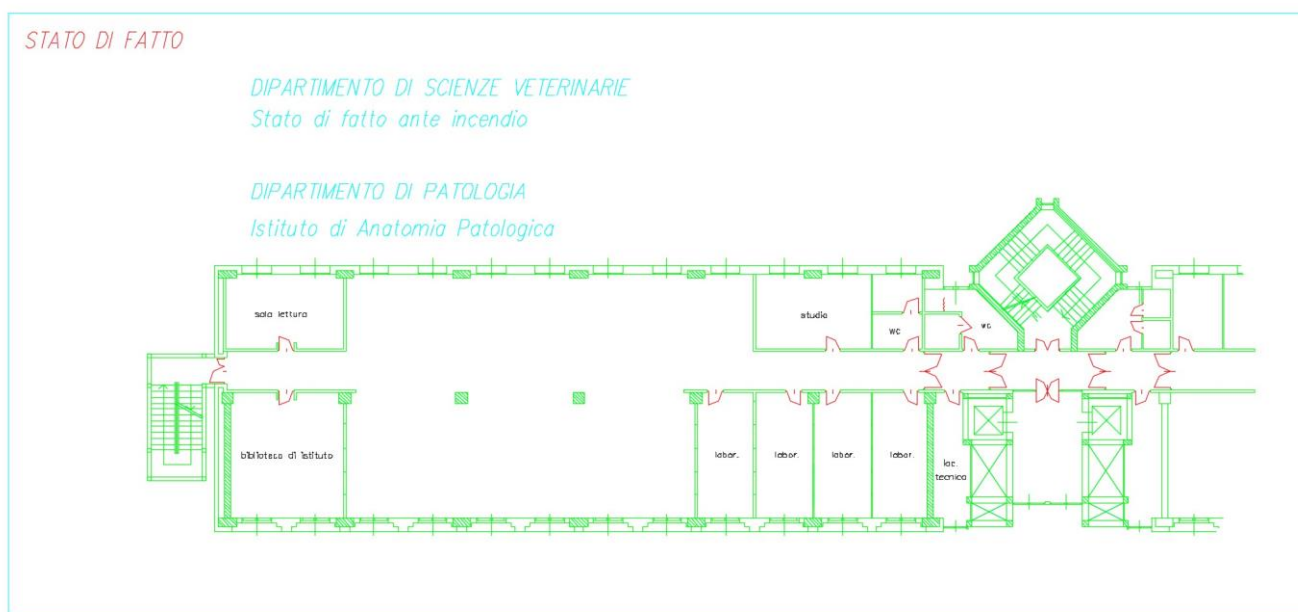 STATO DI FATTO
DIPARTIMENTO DI SCIENZE VETERINARIE
Stato di fatto ante incendio
DIPARTIMENTO DI PATOLOGIA
Istituto di Anatomia Patologica
sala lettura
studio
wc
wc
biblioteca di istituto
labor.
labor.
labor.
labor.
loc.
tecnico